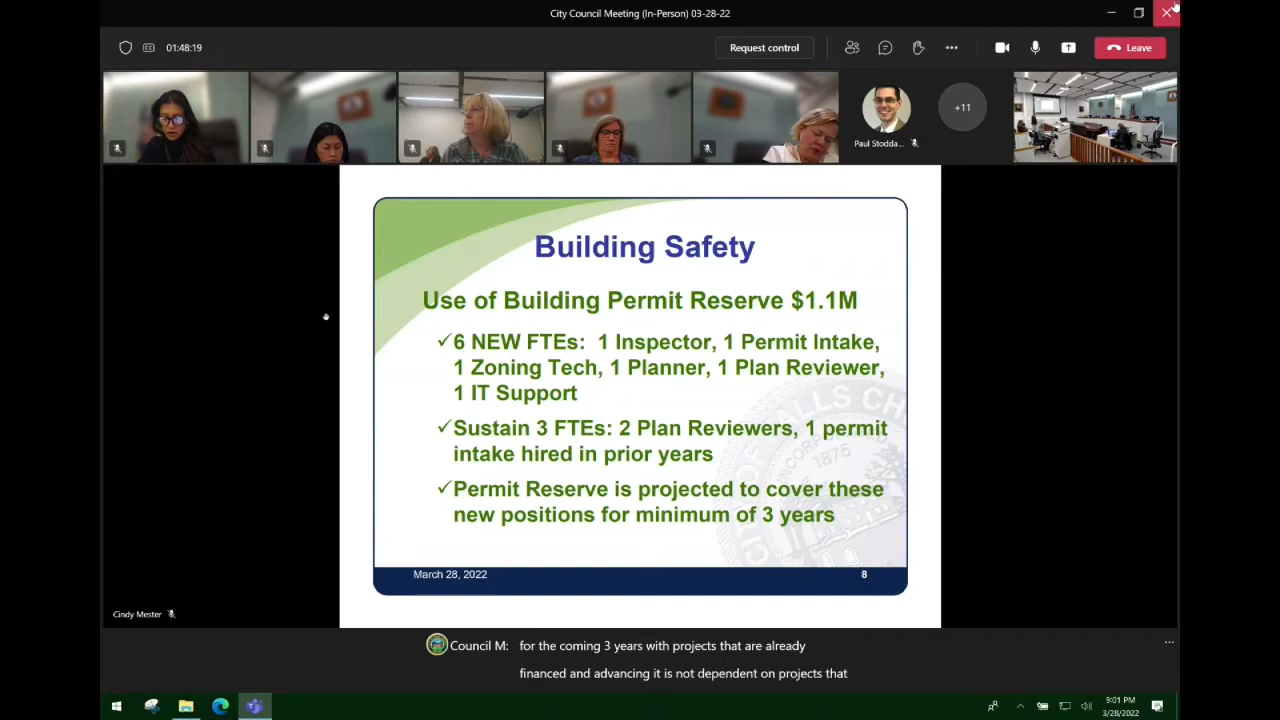 City Council Meeting (In-Person) 03-28-22
01:48:19
Request control
Leave
+11
Paul Stodda...
Building Safety
Use of Building Permit Reserve $1.1M
✓6 NEW FTEs: 1 Inspector, 1 Permit Intake,
1 Zoning Tech, 1 Planner, 1 Plan Reviewer,
1 IT Support
✓Sustain 3 FTEs: 2 Plan Reviewers, 1 permit
intake hired in prior years
✓Permit Reserve is projected to cover these
new positions for minimum of 3 years
March 28, 2022
8
Cindy Mester
Council M: for the coming 3 years with projects that are already
financed and advancing it is not dependent on projects that
9:01 PM
3/28/2022